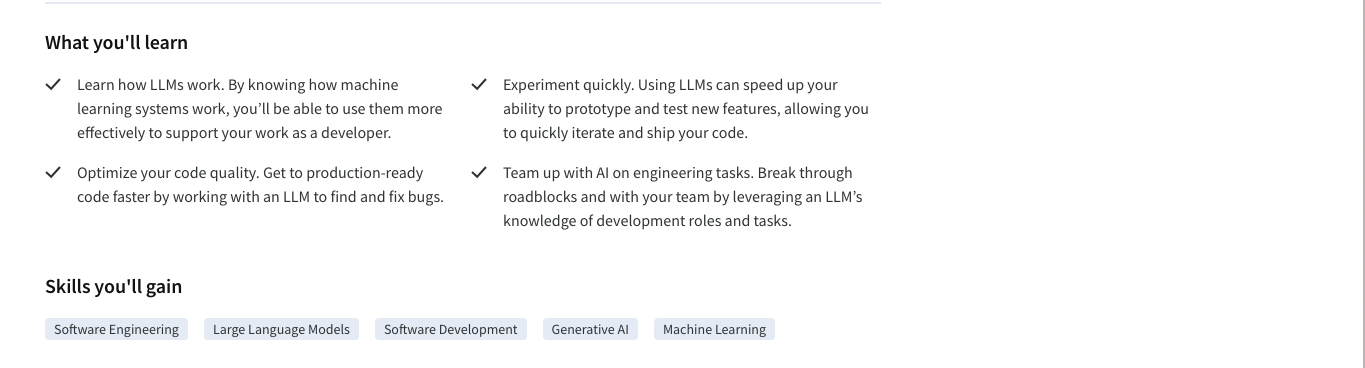 What you'll learn
Learn how LLMs work. By knowing how machine
learning systems work, you’ll be able to use them more
effectively to support your work as a developer.
Experiment quickly. Using LLMs can speed up your
ability to prototype and test new features, allowing you
to quickly iterate and ship your code.
Optimize your code quality. Get to production-ready
code faster by working with an LLM to find and fix bugs.
Team up with AI on engineering tasks. Break through
roadblocks and with your team by leveraging an LLM’s
knowledge of development roles and tasks.
Skills you'll gain
Software Engineering
Large Language Models
Software Development
Generative AI
Machine Learning